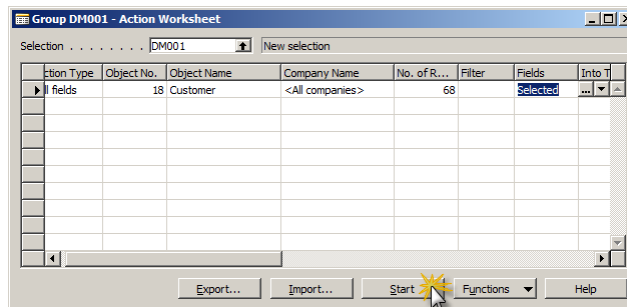 Group DM001 - Action Worksheet
Selection . . . . . . . . DM001 New selection
ction Type Object No. Object Name Company Name No. of R... Filter Fields Into T
ll fields 18 Customer <All companies> 68 Selected ...
Export... Import... Start Functions Help